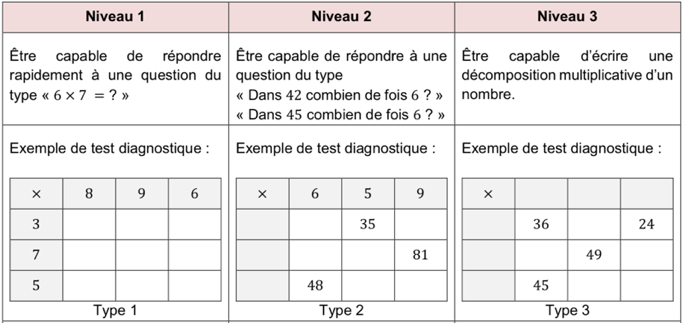 Niveau 1 Niveau 2 Niveau 3
Être capable de répondre
rapidement à une question du
type « 6 × 7 = ? »
Être capable de répondre à une
question du type
« Dans 42 combien de fois 6 ? »
« Dans 45 combien de fois 6 ? »
Être capable d'écrire une
décomposition multiplicative d'un
nombre.
Exemple de test diagnostique :
× 8 9 6
3
7
5
Type 1
Exemple de test diagnostique :
× 6 5 9
35
81
48
Type 2
Exemple de test diagnostique :
×
36 24
49
45
Type 3